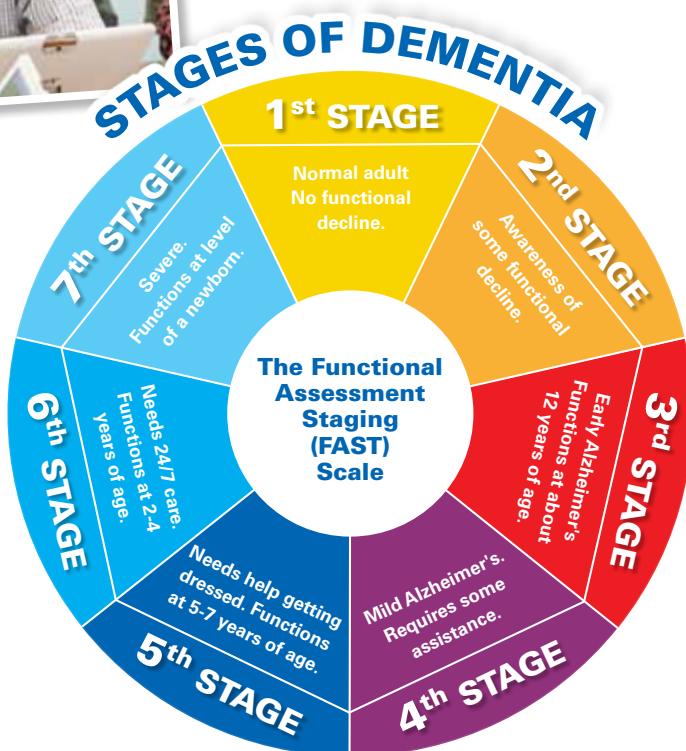 STAGES OF DEMENTIA
1st STAGE
Normal adult
No functional
decline.
2nd STAGE
Awareness of
some functional
decline.
3rd STAGE
Early Alzheimer's
Functions at about
12 years of age.
4th STAGE
Mild Alzheimer's.
Requires some
assistance.
5th STAGE
Needs help getting
dressed. Functions
at 5-7 years of age.
6th STAGE
Needs 24/7 care.
Functions at 2-4
years of age.
7th STAGE
Severe.
Functions at level
of a newborn.
The Functional
Assessment
Staging
(FAST)
Scale